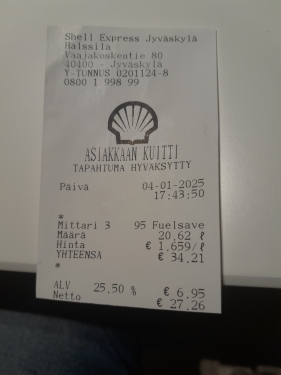 Shell Express Jyväskylä
Halssila
Vaajakoskentie 80
40400 - Jyväskylä
Y-TUNNUS 0201124-8
0800 1 998 99
ASIAKKAAN KUITTI
TAPAHTUMA HYVÄKSYTTY
Päivä 04-01-2025
17:43:50
*
Mittari 3 95 Fuelsave
Määrä 20.62 ℓ
Hinta € 1,659/ℓ
YHTEENSA € 34.21
*
ALV 25.50 % € 6.95
Netto € 27.26